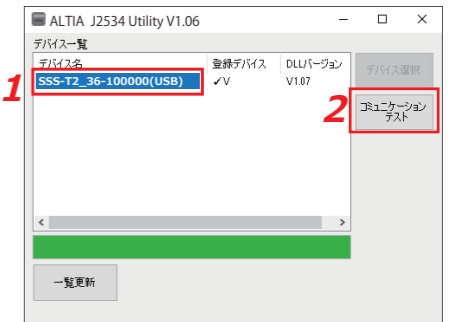 ALTIA J2534 Utility V1.06
デバイス一覧
デバイス名 登録デバイス DLLバージョン
SSS-T2_36-100000(USB) ✓V V1.07
デバイス選択
1
2
コミュニケーション
テスト
一覧更新